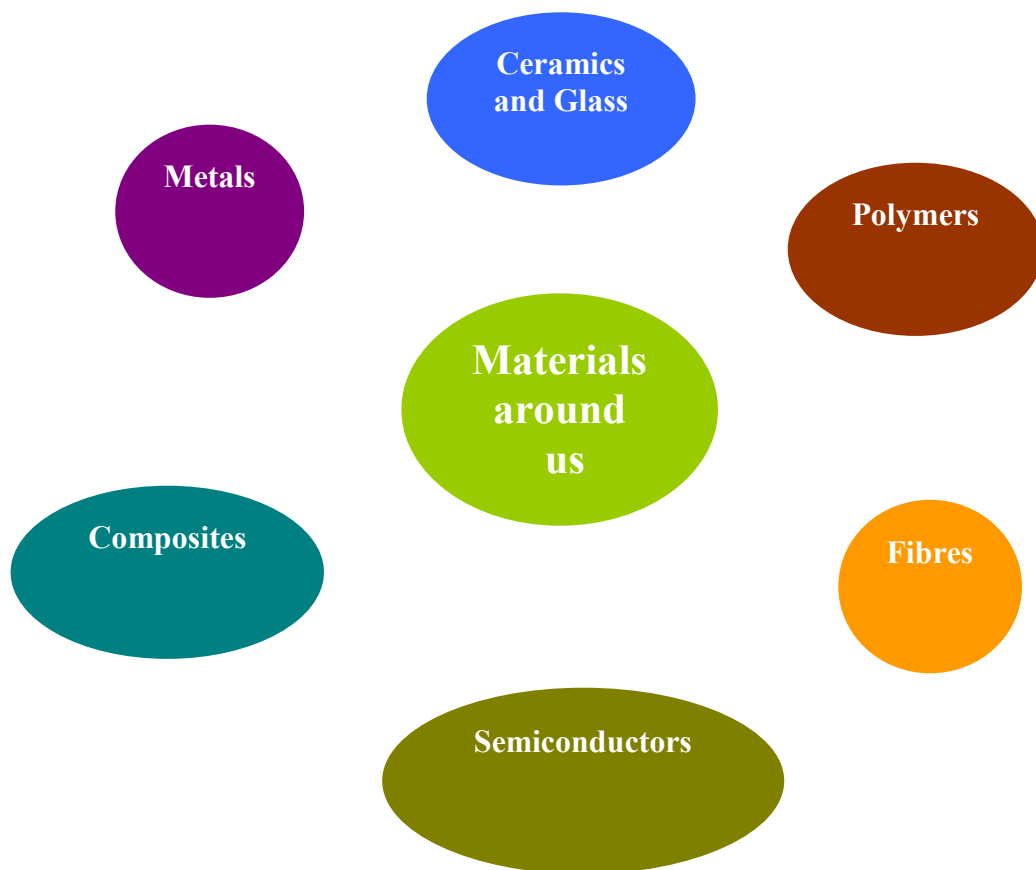 Ceramics
and Glass
Metals
Polymers
Materials
around
us
Composites
Fibres
Semiconductors